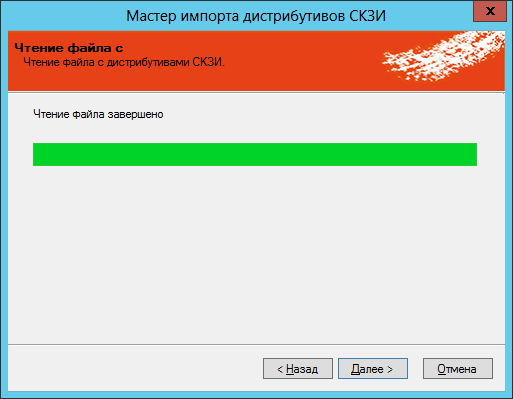 Мастер импорта дистрибутивов СКЗИ
x
Чтение файла с
Чтение файла с дистрибутивами СКЗИ.
Чтение файла завершено
< Назад
Далее >
Отмена